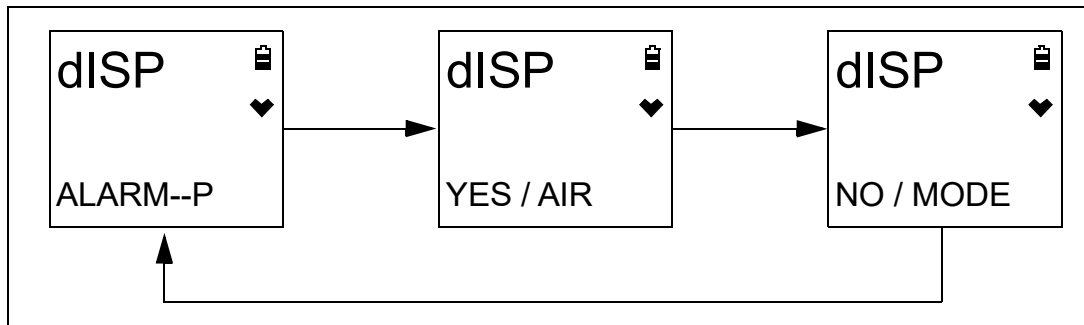 dISP
ALARM--P
dISP
YES / AIR
dISP
NO / MODE